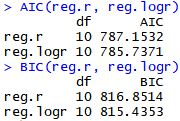 > AIC(reg.r, reg.logr)
df AIC
reg.r 10 787.1532
reg.logr 10 785.7371
> BIC(reg.r, reg.logr)
df BIC
reg.r 10 816.8514
reg.logr 10 815.4353